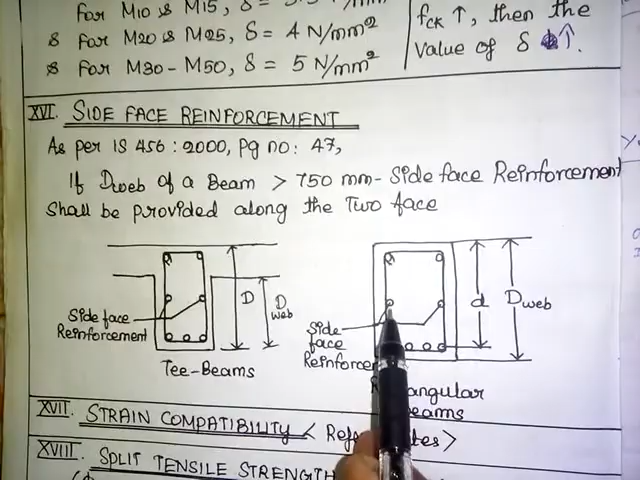 For M10 & M15, δ =
& For M20 & M25, δ = 4 N/mm²
& For M30 - M50, δ = 5 N/mm²
fck ↑, then the
value of δ ↑.
XVI. SIDE FACE REINFORCEMENT
As per IS 456 : 2000, Pg no: 47,
If Dweb of a Beam > 750 mm - Side face Reinforcement
Shall be provided along the Two face
Side face
Reinforcement
D
Dweb
Tee-Beams
Side
face
Reinforcem
d
Dweb
angular
eams
XVII. STRAIN COMPATIBILITY < Ref tes >
XVIII. SPLIT TENSILE STRENGTH